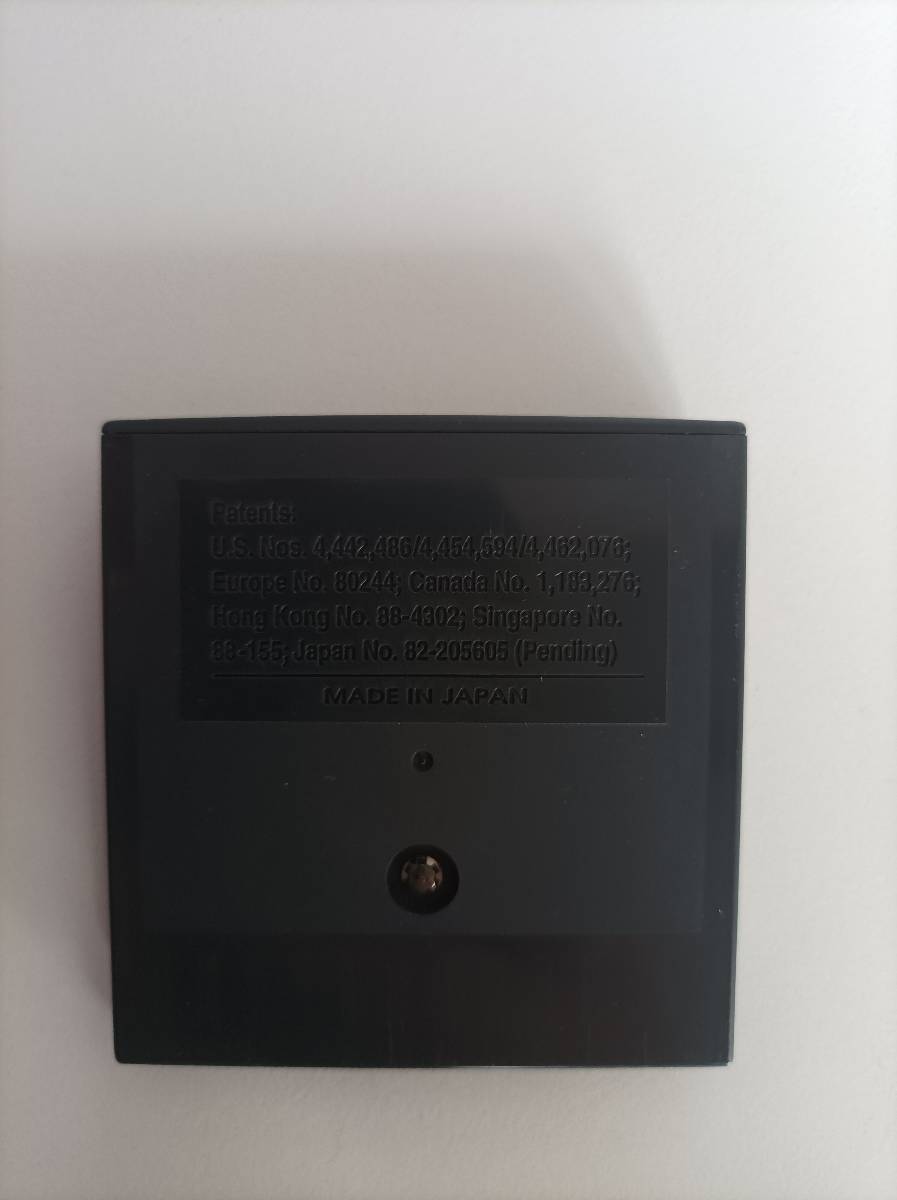 Patents:
U.S. Nos. 4,442,486/4,454,594/4,462,076;
Europe No. 80244; Canada No. 1,183,276;
Hong Kong No. 88-4302; Singapore No.
88-155; Japan No. 82-205605 (Pending)
MADE IN JAPAN